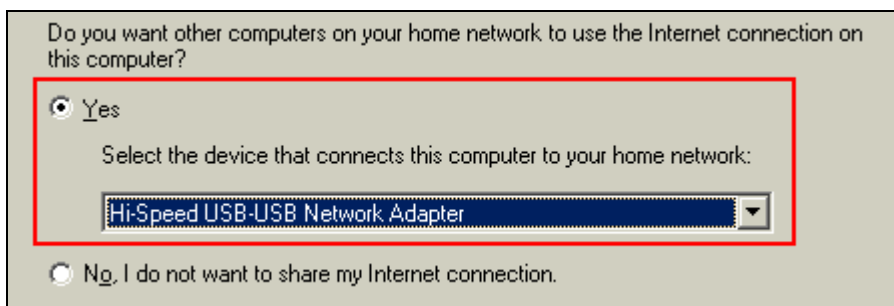 Do you want other computers on your home network to use the Internet connection on
this computer?
Yes
Select the device that connects this computer to your home network:
Hi-Speed USB-USB Network Adapter
No, I do not want to share my Internet connection.